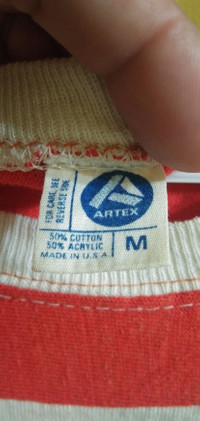 FOR CARE, SEE
REVERSE SIDE
ARTEX
50% COTTON
50% ACRYLIC
MADE IN U.S.A.
M